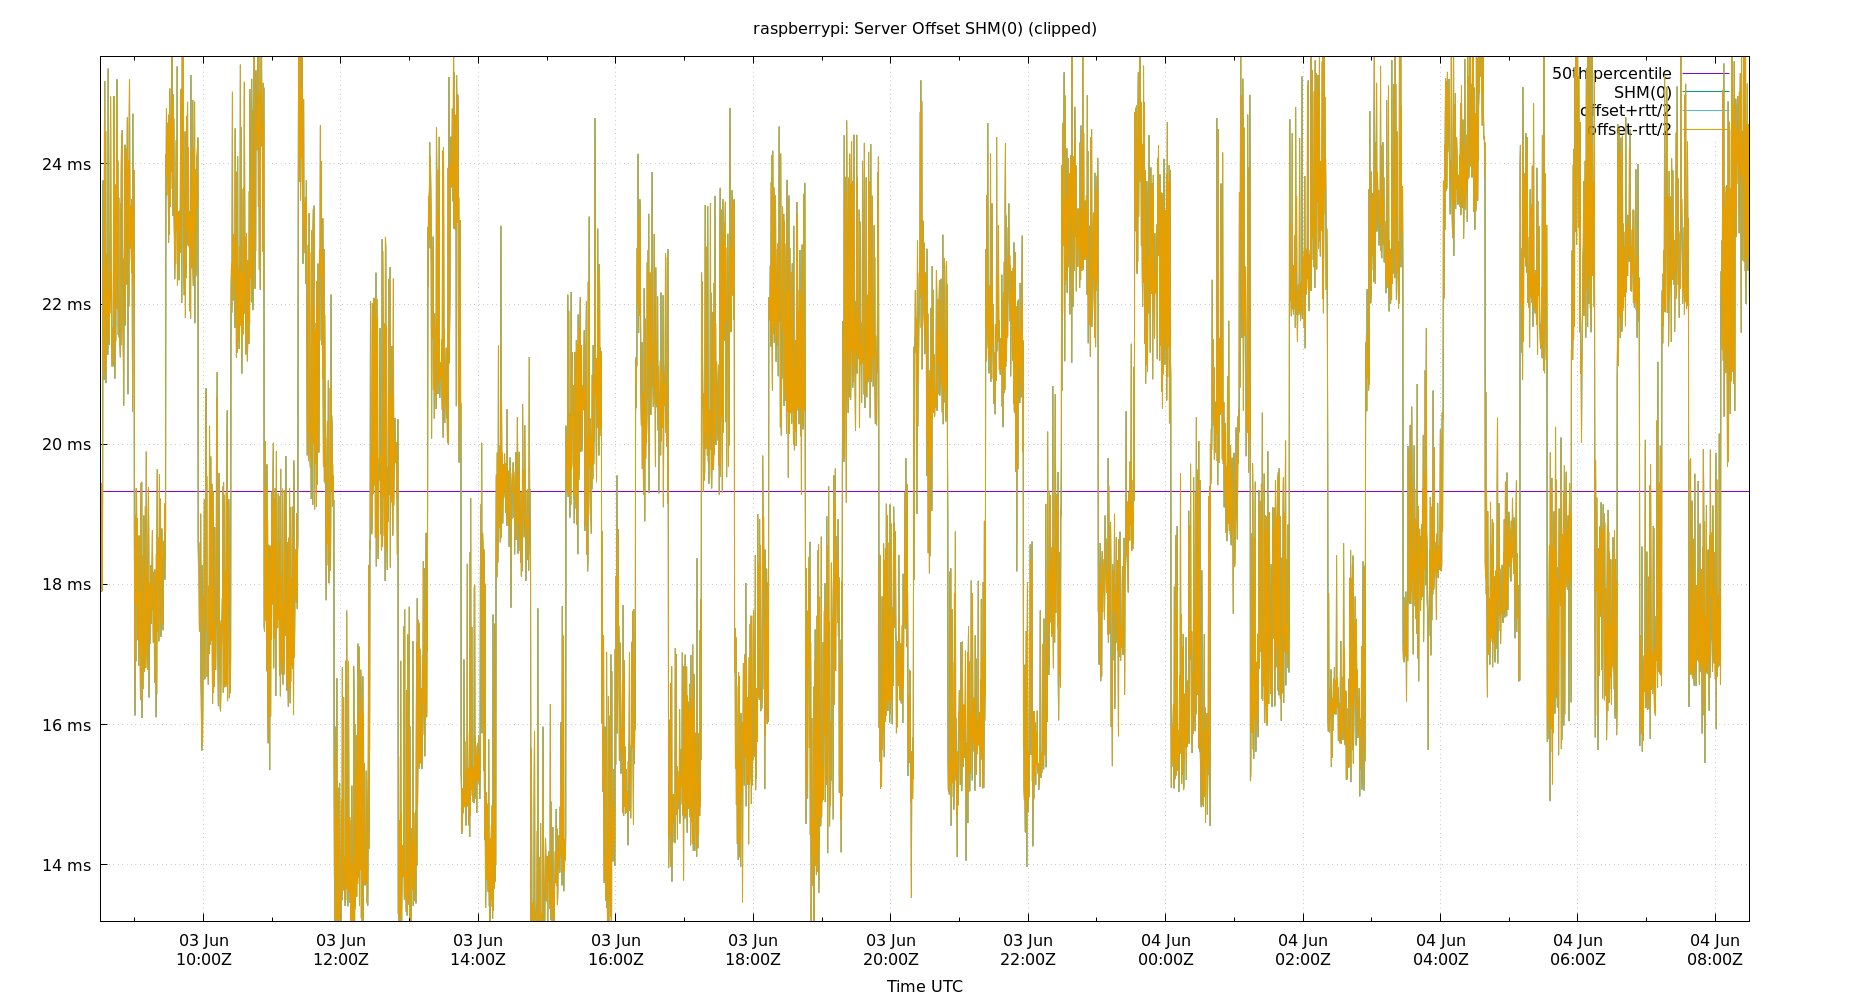 raspberrypi: Server Offset SHM(0) (clipped)
50th percentile
SHM(0)
offset+rtt/2
offset-rtt/2
24 ms
22 ms
20 ms
18 ms
16 ms
14 ms
03 Jun 03 Jun 03 Jun 03 Jun 03 Jun 03 Jun 03 Jun 04 Jun 04 Jun 04 Jun 04 Jun 04 Jun
10:00Z 12:00Z 14:00Z 16:00Z 18:00Z 20:00Z 22:00Z 00:00Z 02:00Z 04:00Z 06:00Z 08:00Z
Time UTC